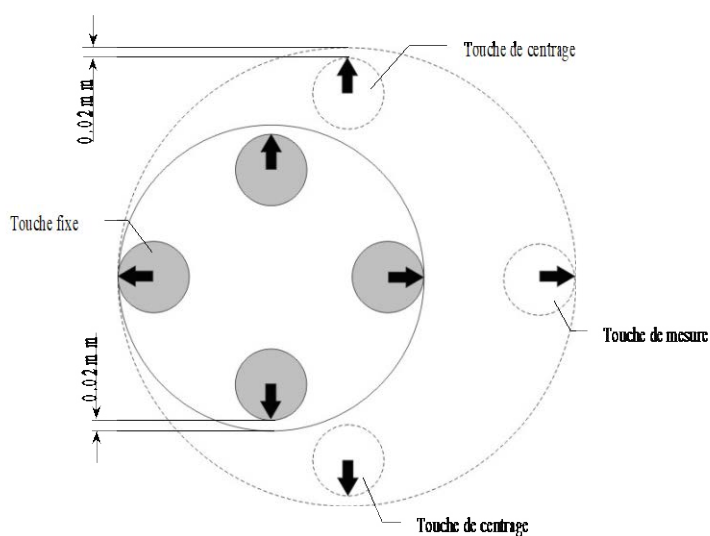 Touche de centrage
0.02mm
Touche fixe
Touche de mesure
0.02mm
Touche de centrage